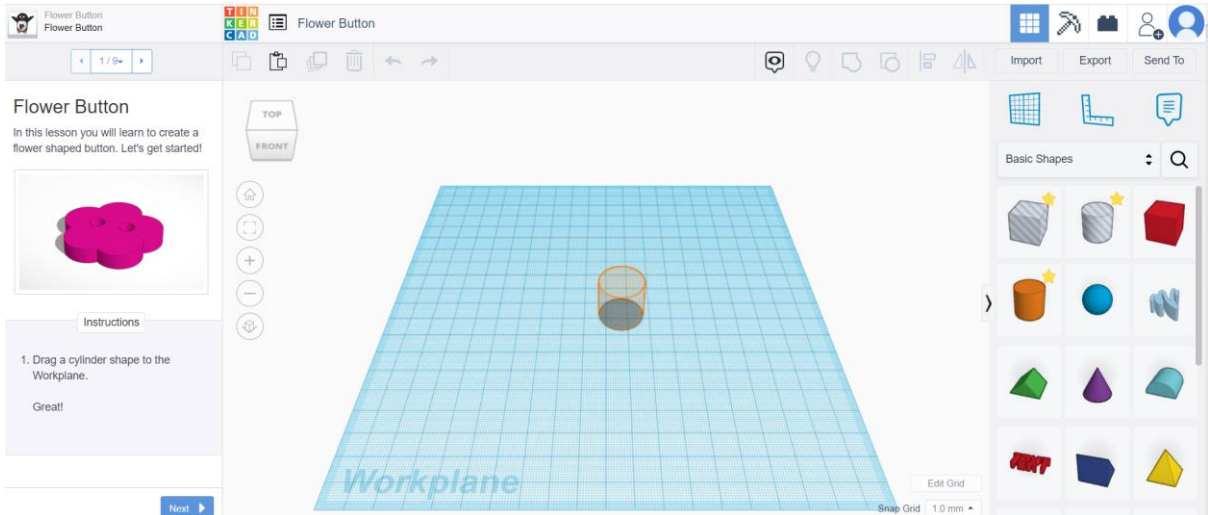 Flower Button
Flower Button
TIN
KER
CAD
Flower Button
1 / 9
Import
Export
Send To
Flower Button
In this lesson you will learn to create a
flower shaped button. Let's get started!
Instructions
1. Drag a cylinder shape to the
Workplane.
Great!
Next
TOP
FRONT
Workplane
Edit Grid
Snap Grid 1.0 mm
Basic Shapes
TEXT